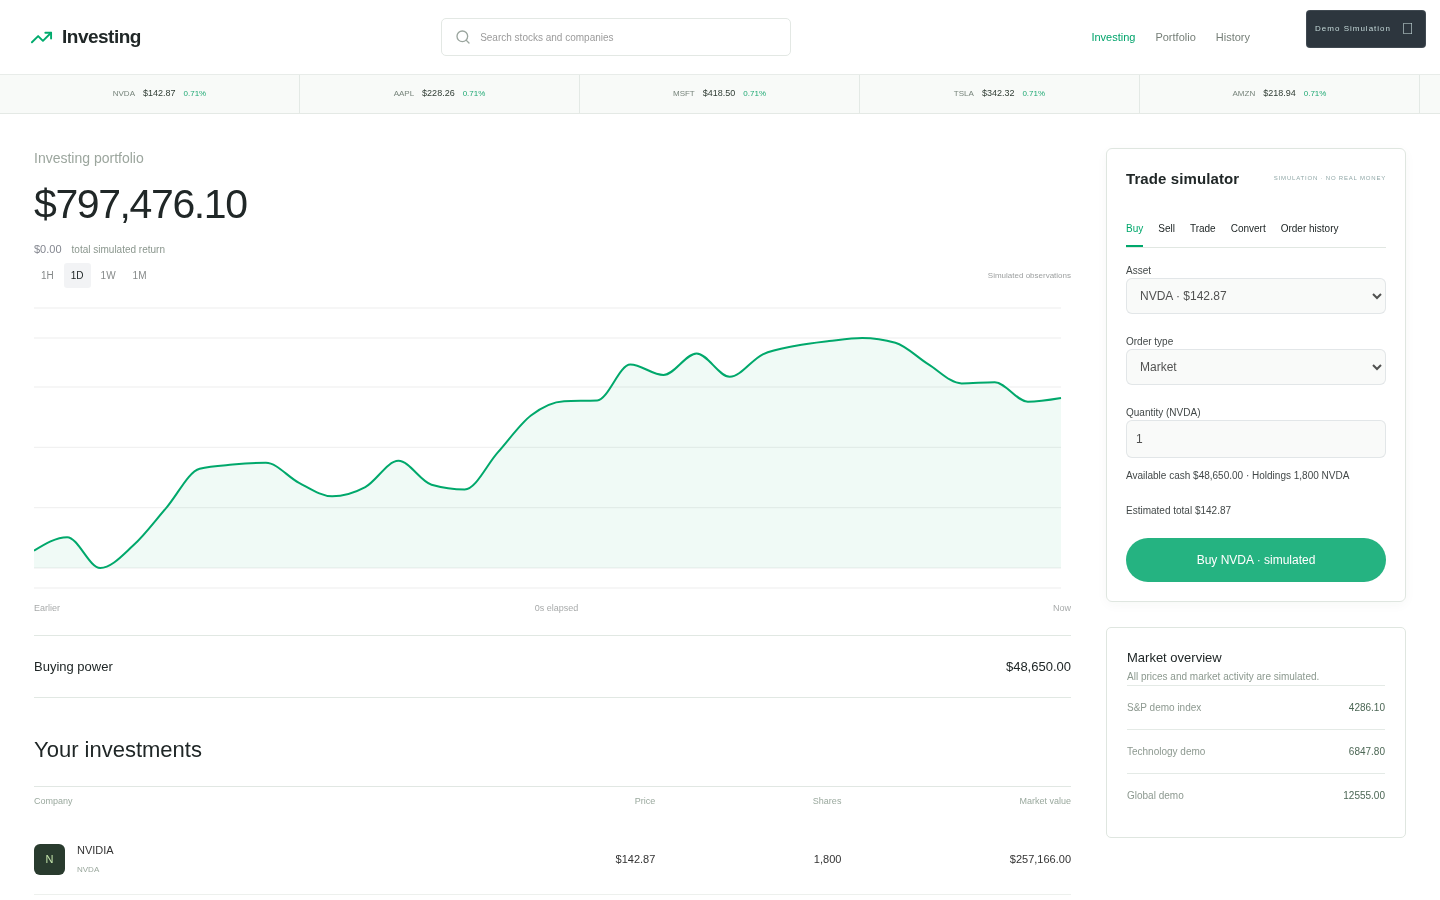 Investing
Search stocks and companies
Investing Portfolio History
Demo Simulation
NVDA $142.87 0.71% AAPL $228.26 0.71% MSFT $418.50 0.71% TSLA $342.32 0.71% AMZN $218.94 0.71%
Investing portfolio
$797,476.10
$0.00 total simulated return
1H 1D 1W 1M
Simulated observations
Earlier 0s elapsed Now
Buying power $48,650.00
Your investments
Company Price Shares Market value
N NVIDIA $142.87 1,800 $257,166.00
NVDA
Trade simulator SIMULATION · NO REAL MONEY
Buy Sell Trade Convert Order history
Asset
NVDA · $142.87
Order type
Market
Quantity (NVDA)
1
Available cash $48,650.00 · Holdings 1,800 NVDA
Estimated total $142.87
Buy NVDA · simulated
Market overview
All prices and market activity are simulated.
S&P demo index 4286.10
Technology demo 6847.80
Global demo 12555.00